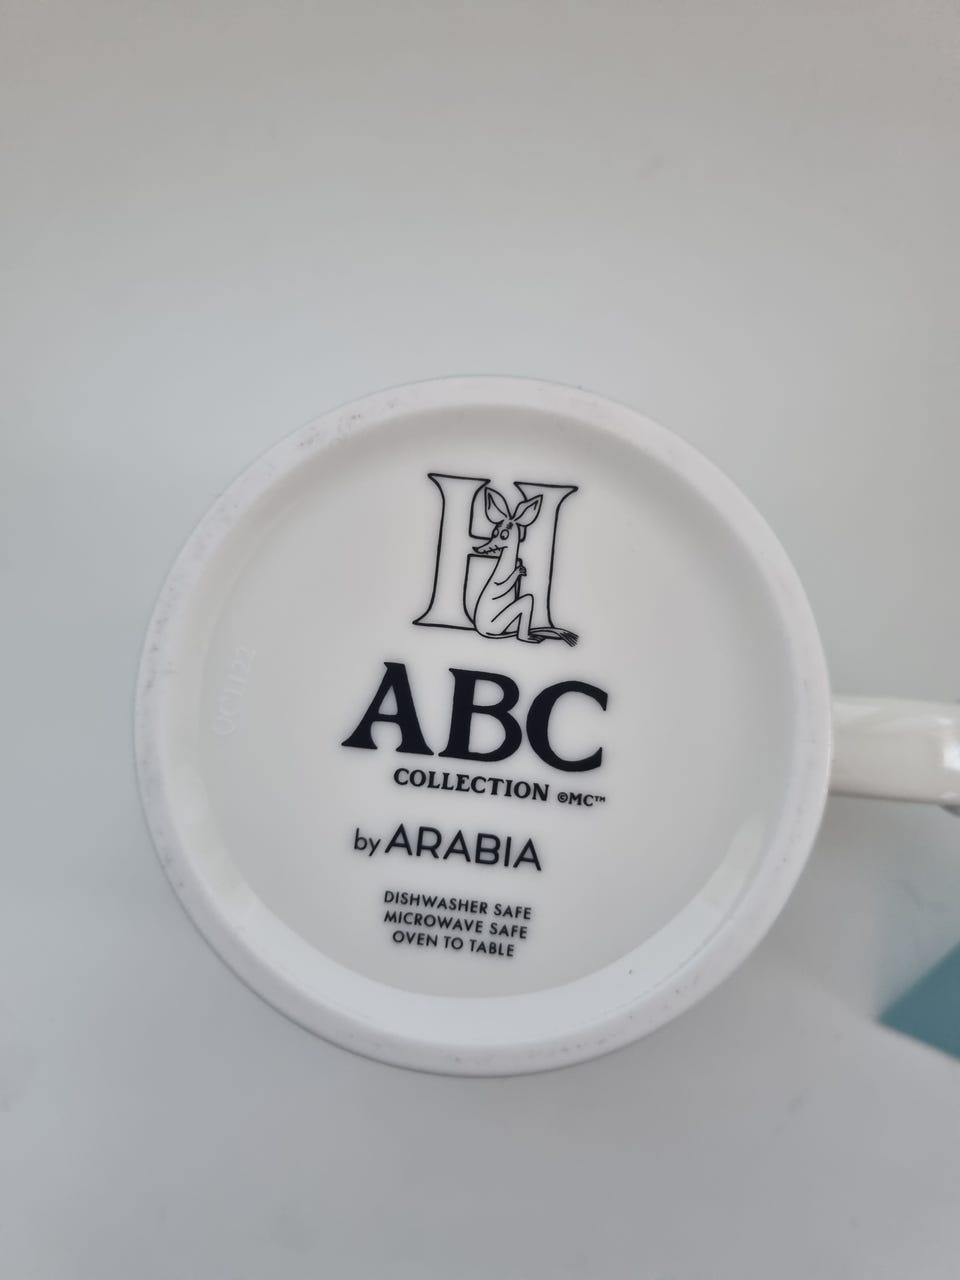 H
ABC
COLLECTION ©MC™
by ARABIA
DISHWASHER SAFE
MICROWAVE SAFE
OVEN TO TABLE